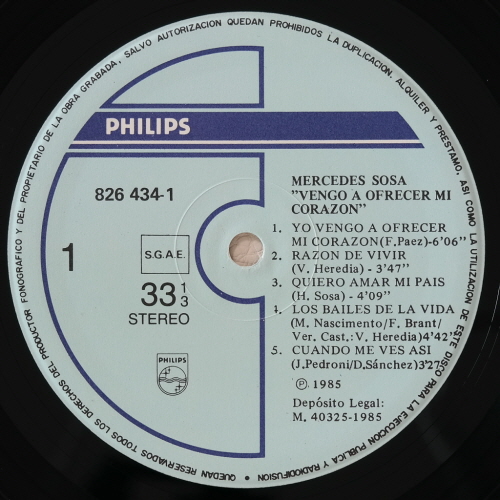 RESERVADOS TODOS LOS DERECHOS DEL PRODUCTOR FONOGRAFICO Y DEL PROPIETARIO DE LA OBRA GRABADA, SALVO AUTORIZACION QUEDAN PROHIBIDOS LA DUPLICACION, ALQUILER Y PRESTAMO, ASI COMO LA UTILIZACION DE ESTE DISCO PARA LA EJECUCION PUBLICA Y RADIODIFUSION • QUEDAN
PHILIPS
826 434-1
1
S.G.A.E.
33 1/3
STEREO
PHILIPS
MERCEDES SOSA
"VENGO A OFRECER MI
CORAZON"
1. YO VENGO A OFRECER
MI CORAZON(F. Paez)-6'06"
2. RAZON DE VIVIR
(V. Heredia) - 3'47"
3. QUIERO AMAR MI PAIS
(H. Sosa) - 4'09"
4. LOS BAILES DE LA VIDA
(M. Nascimento/F. Brant/
Ver. Cast.: V. Heredia)4'42"
5. CUANDO ME VES ASI
(J. Pedroni/D. Sánchez)3'27"
Ⓟ 1985
Depósito Legal:
M. 40325-1985